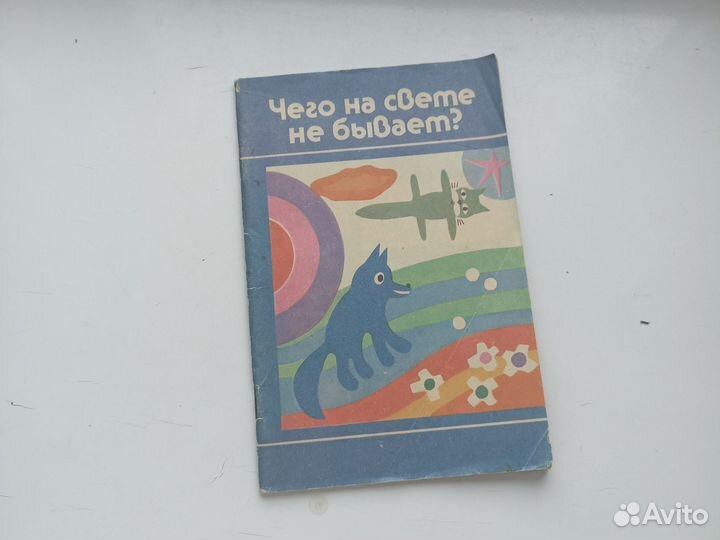 Чего на свете
не бывает?
Avito